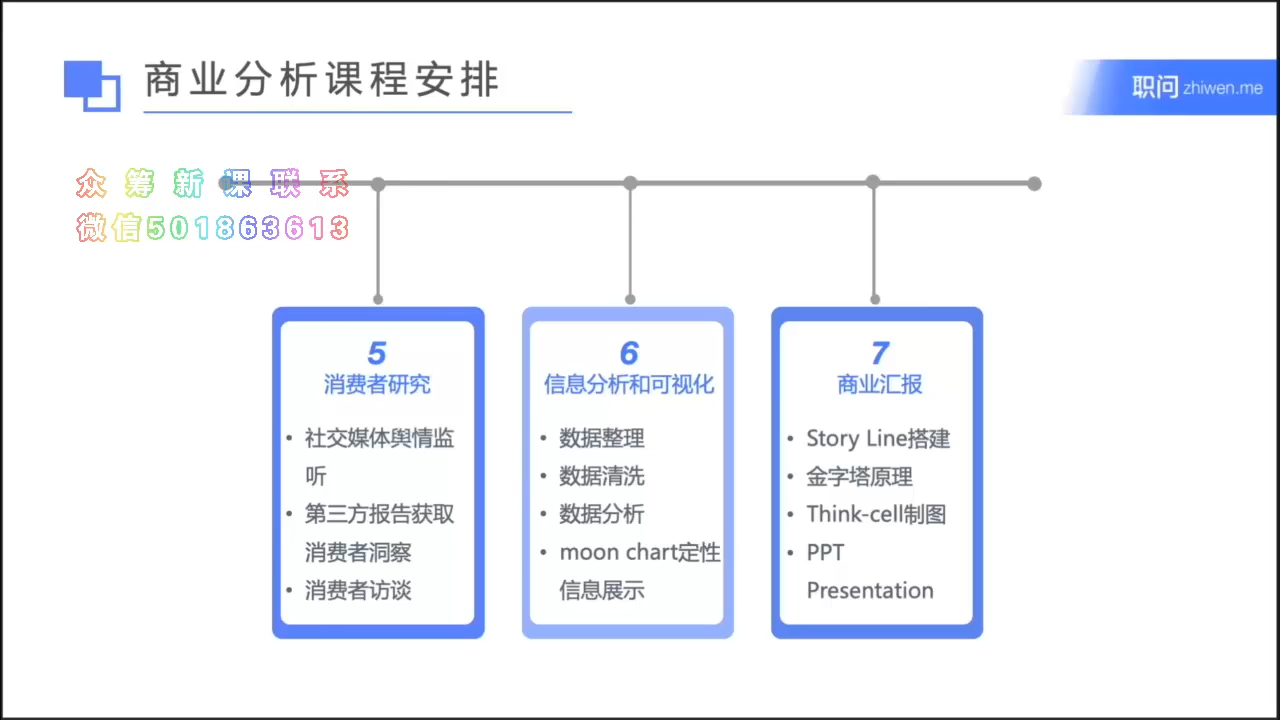 商业分析课程安排
职问 zhiwen.me
众筹新课联系
微信501863613
5
消费者研究
• 社交媒体舆情监
听
• 第三方报告获取
消费者洞察
• 消费者访谈
6
信息分析和可视化
• 数据整理
• 数据清洗
• 数据分析
• moon chart定性
信息展示
7
商业汇报
• Story Line搭建
• 金字塔原理
• Think-cell制图
• PPT
Presentation